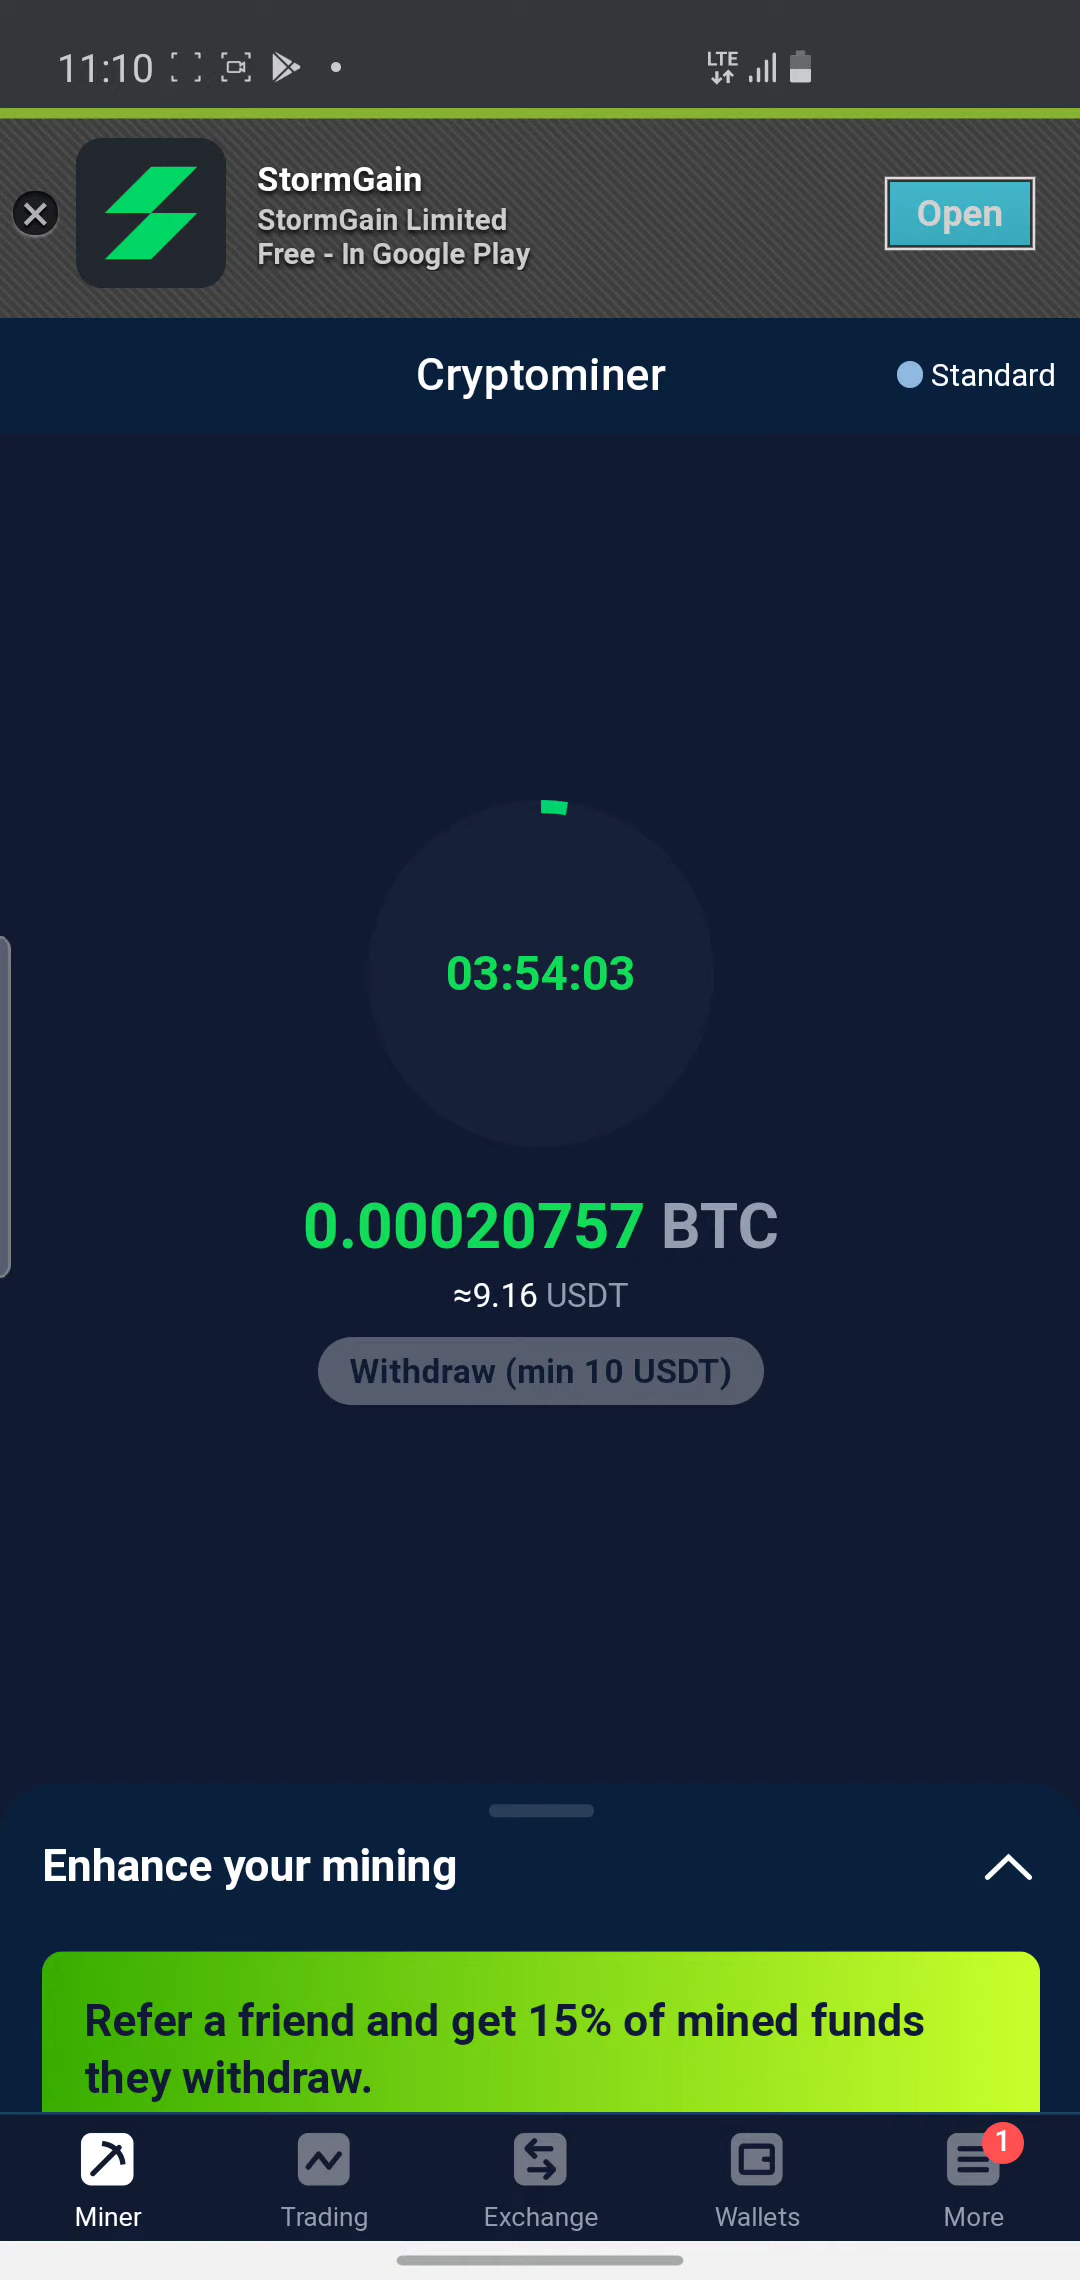 11:10
LTE
StormGain
StormGain Limited
Free - In Google Play
Open
Cryptominer
Standard
03:54:03
0.00020757 BTC
≈9.16 USDT
Withdraw (min 10 USDT)
Enhance your mining
Refer a friend and get 15% of mined funds
they withdraw.
1
Miner
Trading
Exchange
Wallets
More